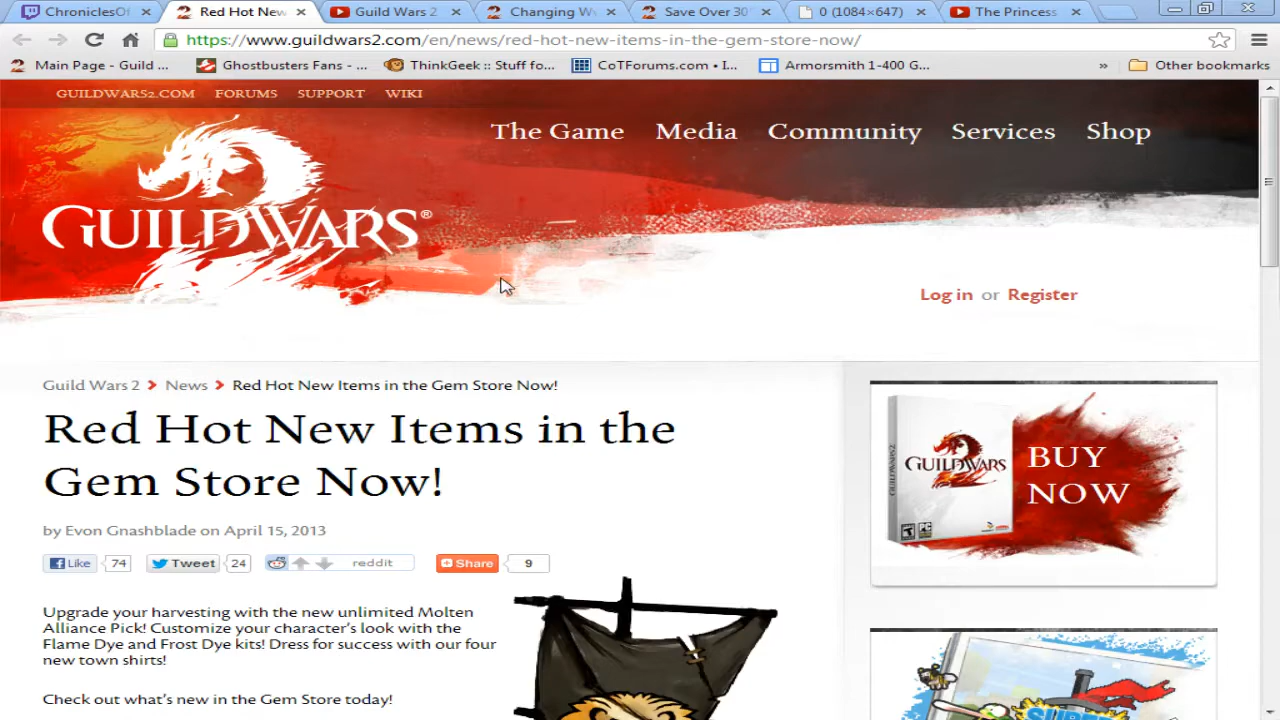 ChroniclesOf
Red Hot New
Guild Wars 2
Changing W
Save Over 30
0 (1084×647)
The Princess
https://www.guildwars2.com/en/news/red-hot-new-items-in-the-gem-store-now/
Main Page - Guild ...
Ghostbusters Fans - ...
ThinkGeek :: Stuff fo...
CoTForums.com • I...
Armorsmith 1-400 G...
»
Other bookmarks
GUILDWARS2.COM
FORUMS
SUPPORT
WIKI
The Game
Media
Community
Services
Shop
GUILDWARS®
Log in or Register
Guild Wars 2 News Red Hot New Items in the Gem Store Now!
Red Hot New Items in the
Gem Store Now!
by Evon Gnashblade on April 15, 2013
Like 74
Tweet 24
reddit
Share 9
Upgrade your harvesting with the new unlimited Molten
Alliance Pick! Customize your character's look with the
Flame Dye and Frost Dye kits! Dress for success with our four
new town shirts!
Check out what's new in the Gem Store today!
GUILDWARS
BUY
NOW
SUPER